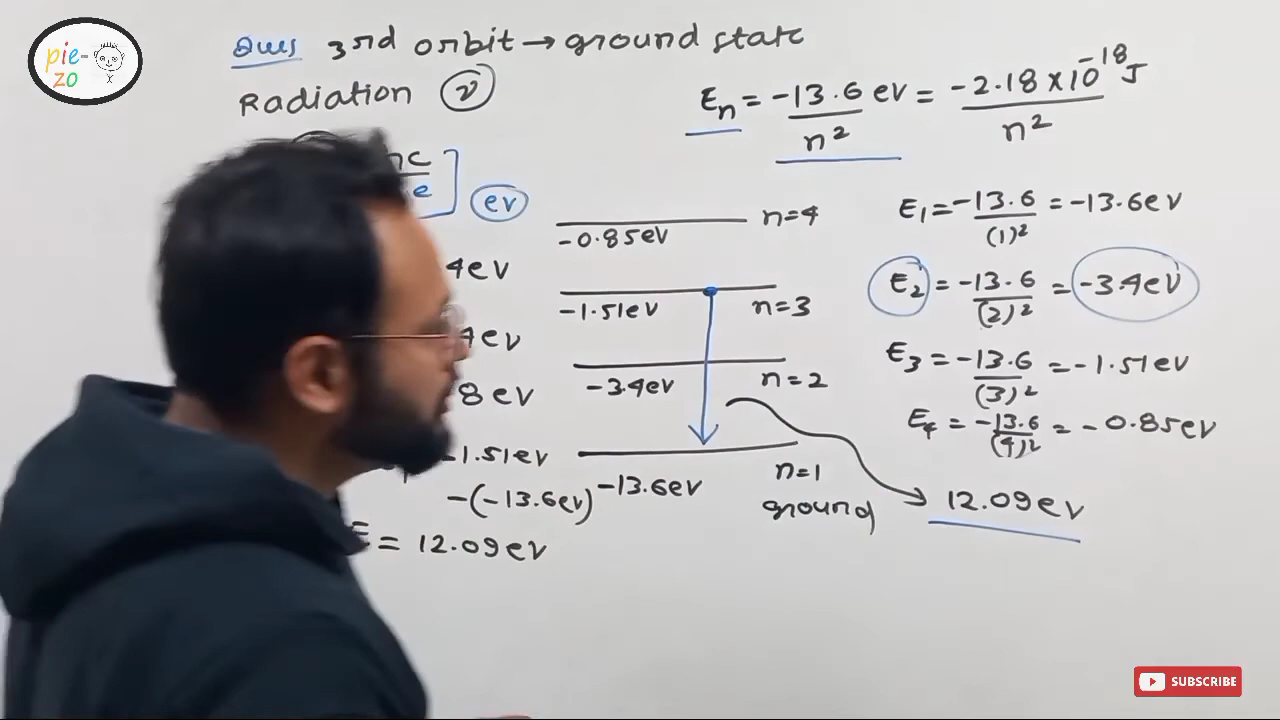 pie-
zo
Ques 3rd orbit → ground state
Radiation ν
En = -13.6 ev / n² = -2.18 × 10⁻¹⁸ J / n²
hc
e
ev
-0.85ev n=4
4ev
-1.51ev n=3
4ev
-3.4ev n=2
8 ev
-1.51ev
-(-13.6ev)
-13.6ev n=1
ground
E = 12.09ev
E₁ = -13.6 / (1)² = -13.6ev
E₂ = -13.6 / (2)² = -3.4ev
E₃ = -13.6 / (3)² = -1.51ev
E₄ = -13.6 / (4)² = -0.85ev
12.09ev
SUBSCRIBE